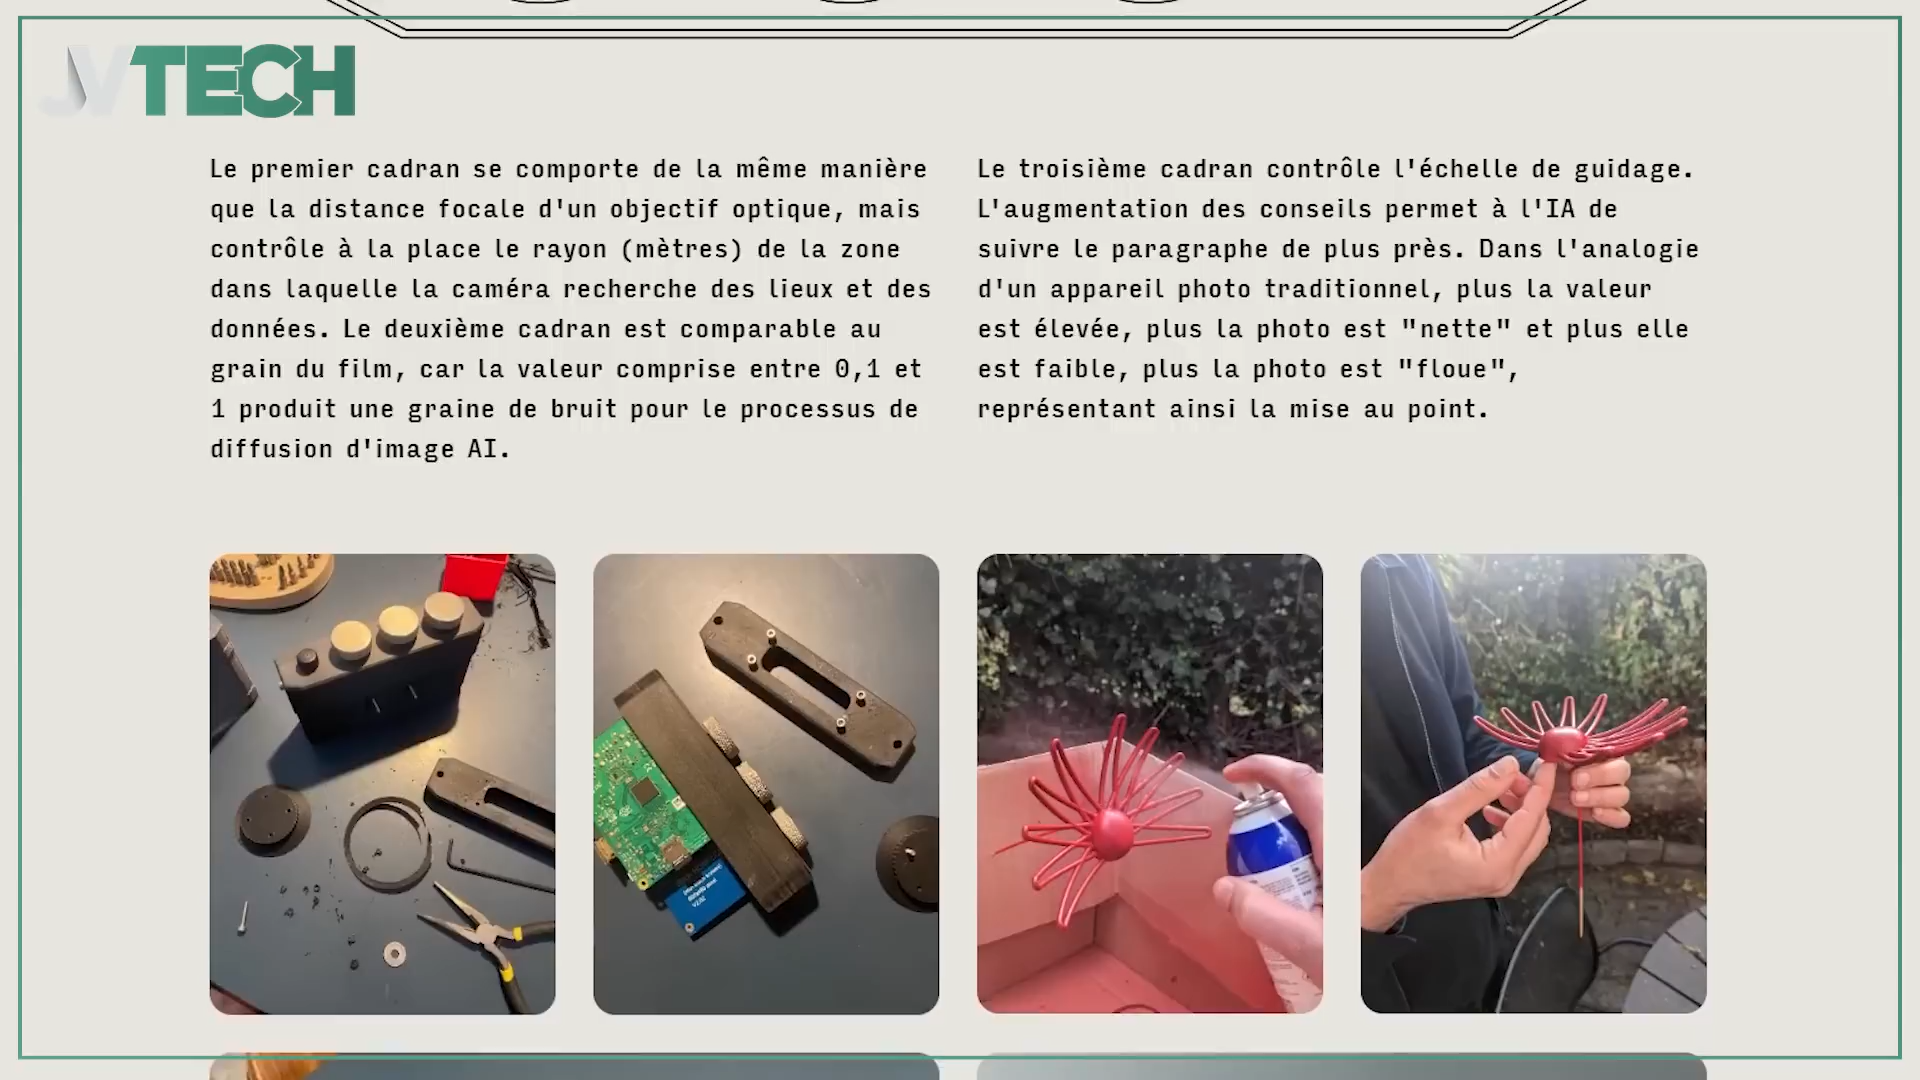 JVTECH
Le premier cadran se comporte de la même manière
que la distance focale d'un objectif optique, mais
contrôle à la place le rayon (mètres) de la zone
dans laquelle la caméra recherche des lieux et des
données. Le deuxième cadran est comparable au
grain du film, car la valeur comprise entre 0,1 et
1 produit une graine de bruit pour le processus de
diffusion d'image AI.
Le troisième cadran contrôle l'échelle de guidage.
L'augmentation des conseils permet à l'IA de
suivre le paragraphe de plus près. Dans l'analogie
d'un appareil photo traditionnel, plus la valeur
est élevée, plus la photo est "nette" et plus elle
est faible, plus la photo est "floue",
représentant ainsi la mise au point.